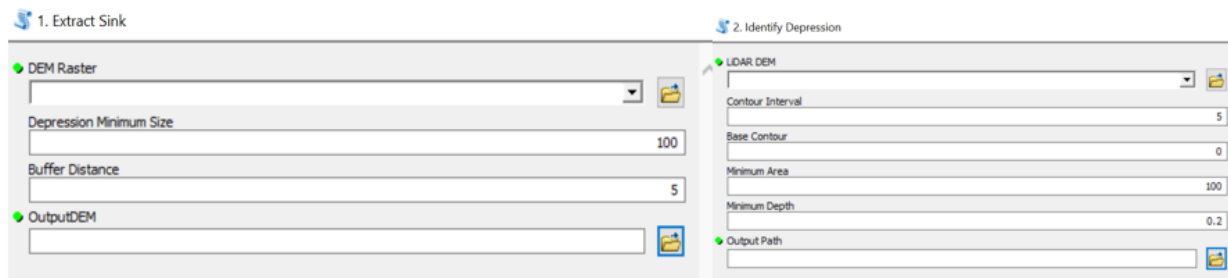 1. Extract Sink
DEM Raster
Depression Minimum Size
100
Buffer Distance
5
OutputDEM
2. Identify Depression
LiDAR DEM
Contour Interval
5
Base Contour
0
Minimum Area
100
Minimum Depth
0.2
Output Path